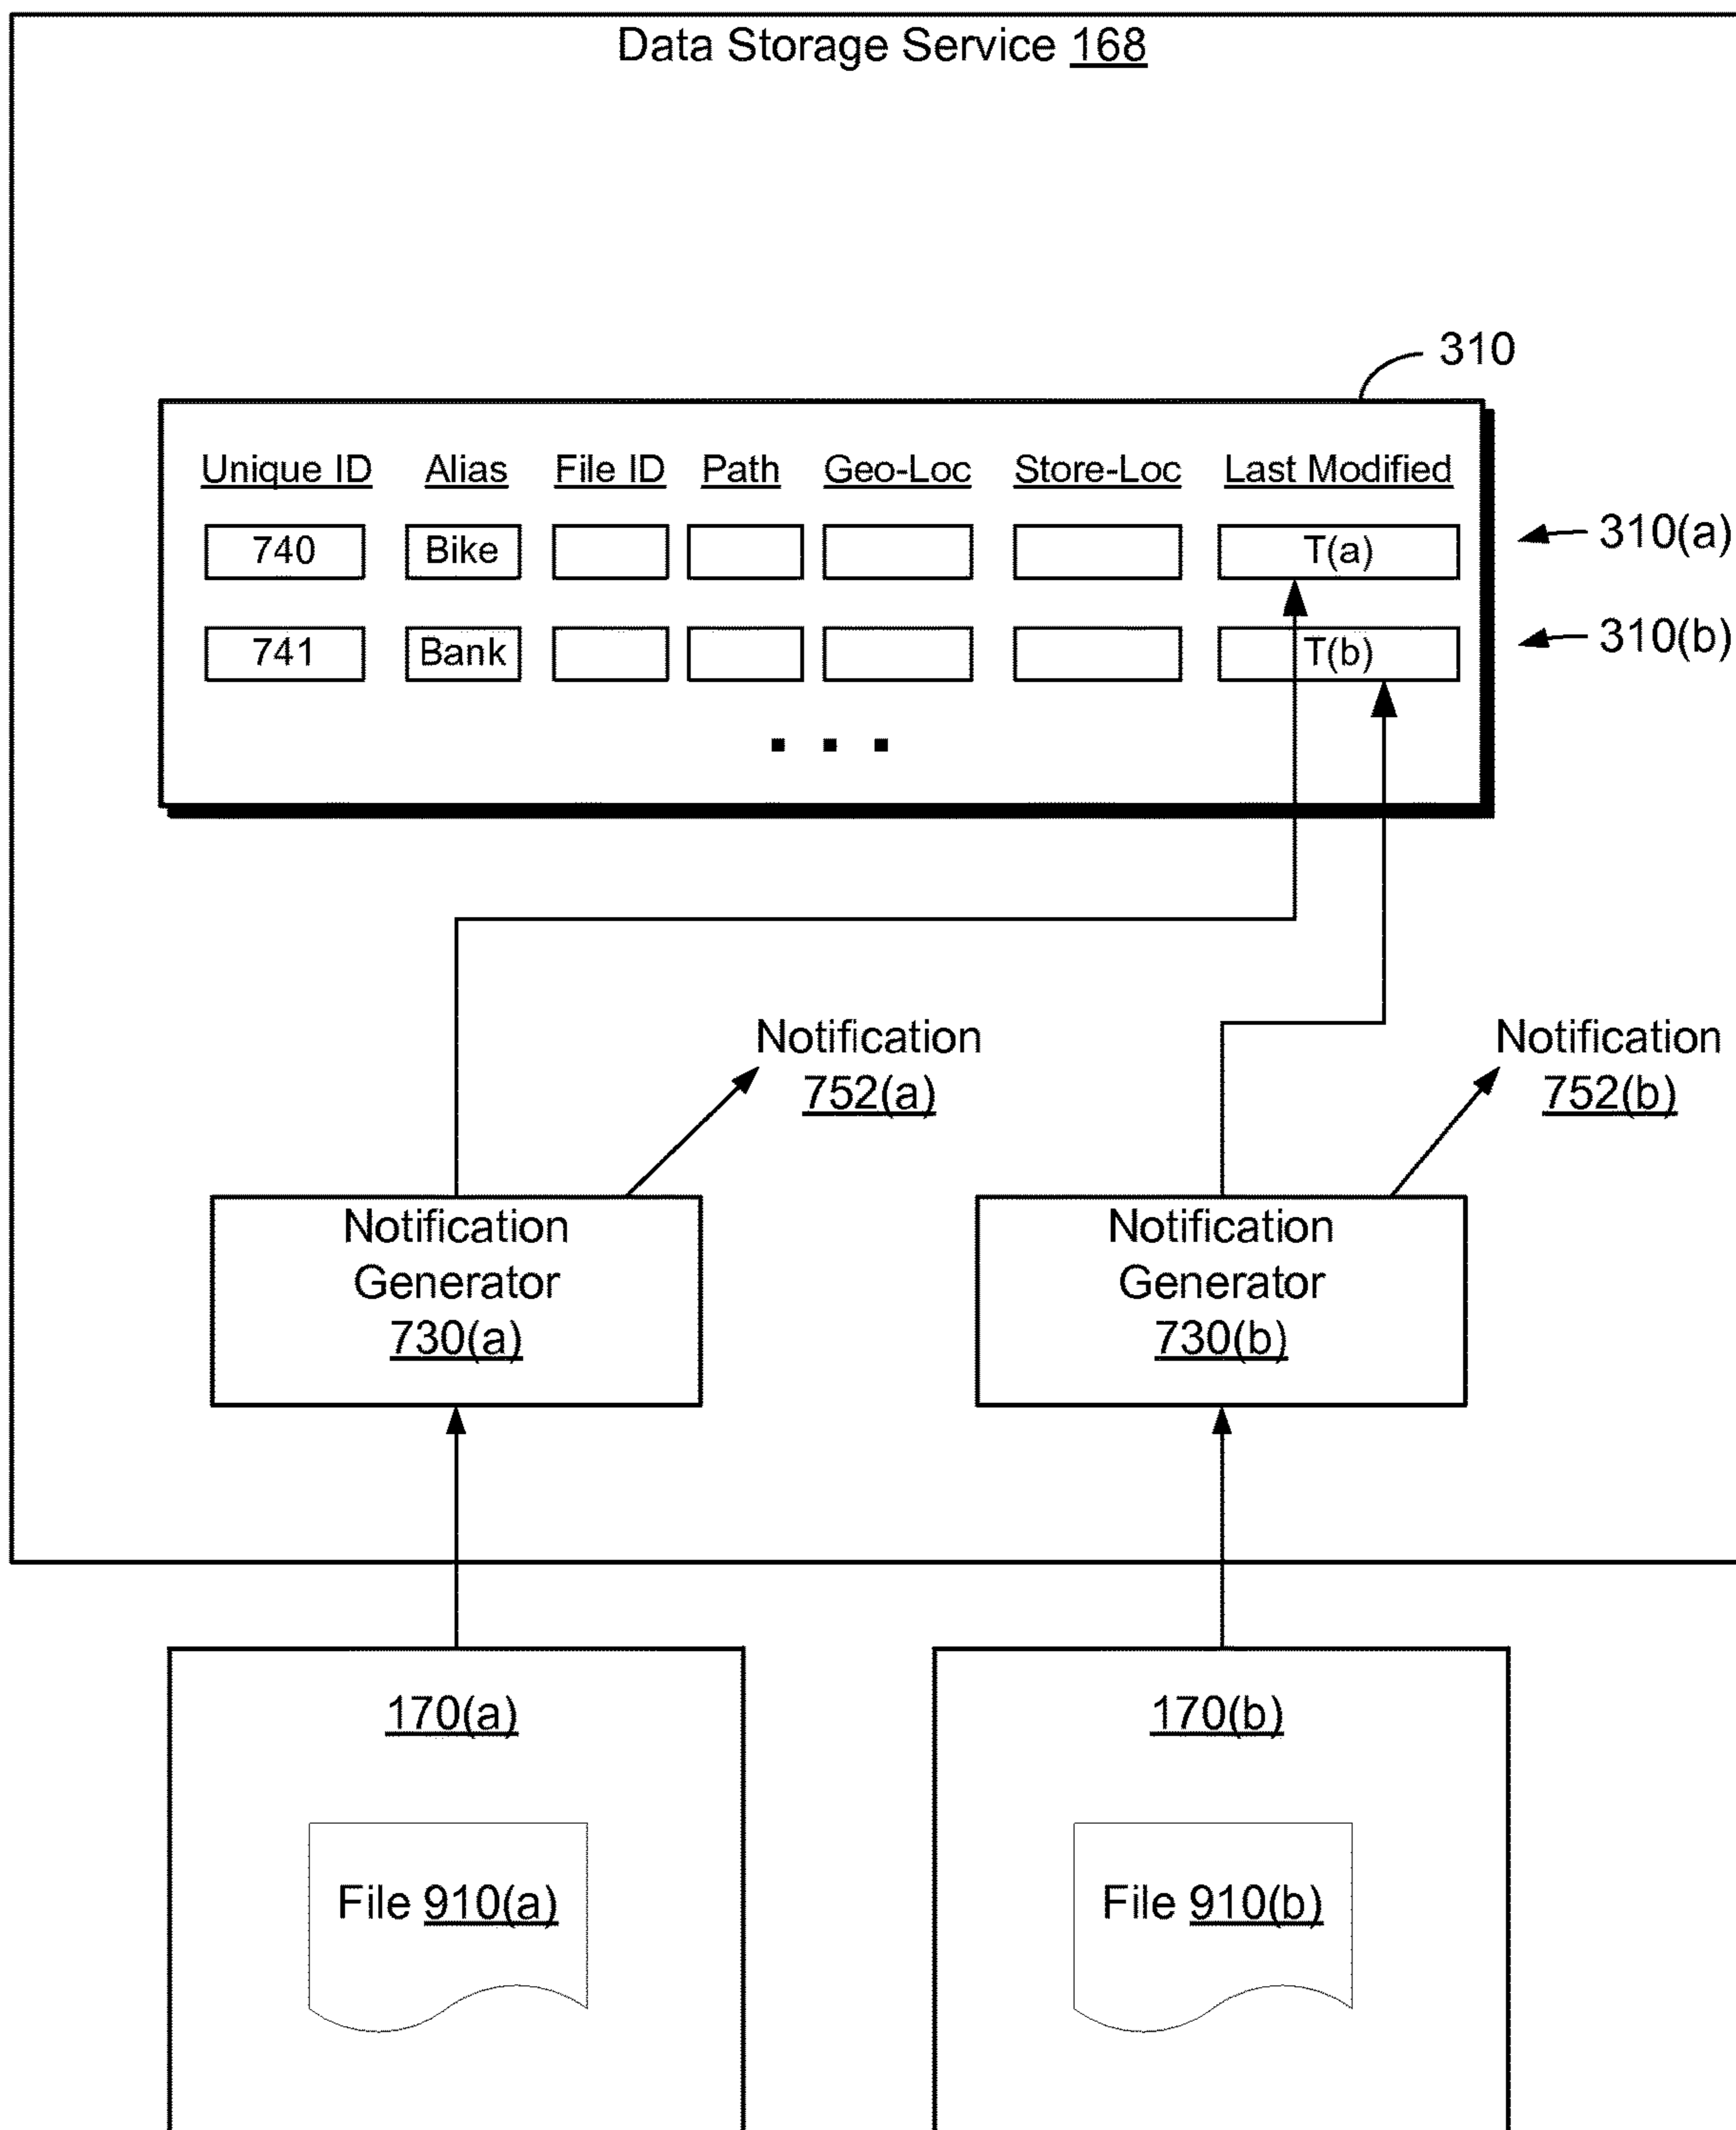 Data Storage Service 168
310
Unique ID Alias File ID Path Geo-Loc Store-Loc Last Modified
740 Bike T(a) 310(a)
741 Bank T(b) 310(b)
. . .
Notification Notification
752(a) 752(b)
Notification Notification
Generator Generator
730(a) 730(b)
170(a) 170(b)
File 910(a) File 910(b)